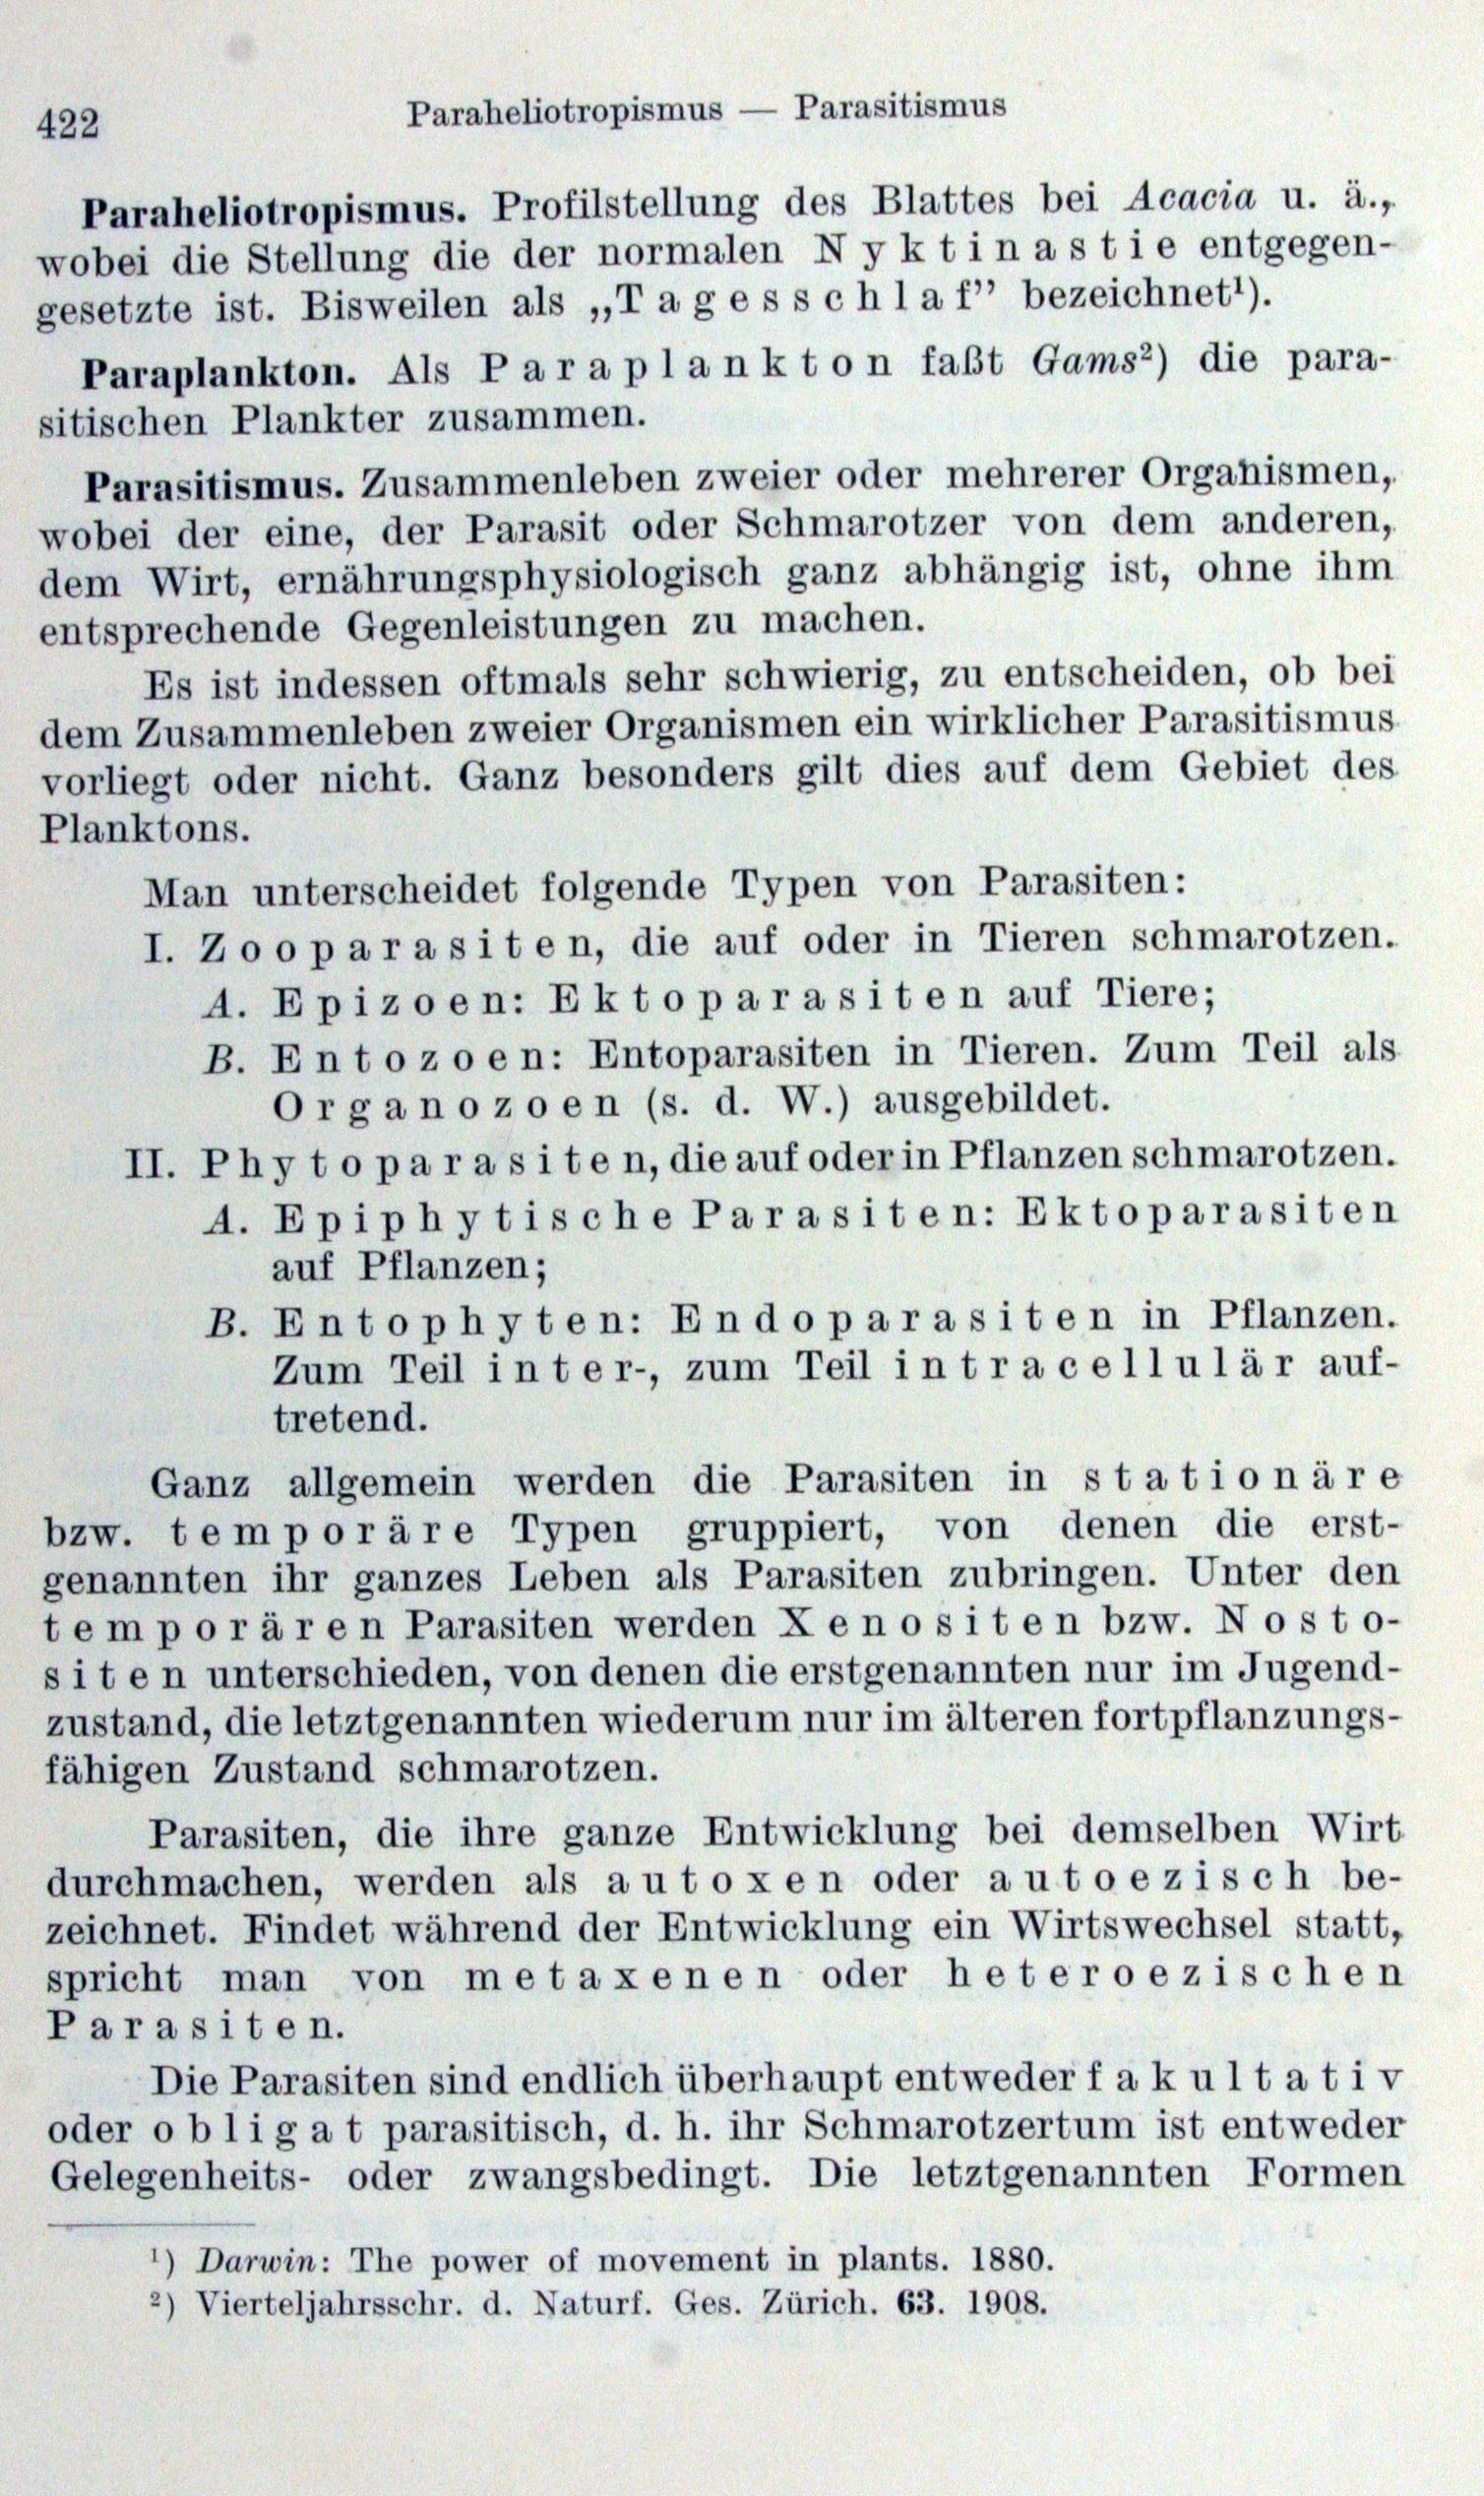 422
Paraheliotropismus — Parasitismus
Paraheliotropismus. Profilstellung des Blattes bei Acacia u. ä.,
wobei die Stellung die der normalen Nyktinastie entgegen-
gesetzte ist. Bisweilen als „Tagesschlaf” bezeichnet¹).
Paraplankton. Als Paraplankton faßt Gams²) die para-
sitischen Plankter zusammen.
Parasitismus. Zusammenleben zweier oder mehrerer Organismen,
wobei der eine, der Parasit oder Schmarotzer von dem anderen,
dem Wirt, ernährungsphysiologisch ganz abhängig ist, ohne ihm
entsprechende Gegenleistungen zu machen.
Es ist indessen oftmals sehr schwierig, zu entscheiden, ob bei
dem Zusammenleben zweier Organismen ein wirklicher Parasitismus
vorliegt oder nicht. Ganz besonders gilt dies auf dem Gebiet des
Planktons.
Man unterscheidet folgende Typen von Parasiten:
I. Zooparasiten, die auf oder in Tieren schmarotzen.
A. Epizoen: Ektoparasiten auf Tiere;
B. Entozoen: Entoparasiten in Tieren. Zum Teil als
Organozoen (s. d. W.) ausgebildet.
II. Phytoparasiten, die auf oder in Pflanzen schmarotzen.
A. Epiphytische Parasiten: Ektoparasiten
auf Pflanzen;
B. Entophyten: Endoparasiten in Pflanzen.
Zum Teil inter-, zum Teil intracellulär auf-
tretend.
Ganz allgemein werden die Parasiten in stationäre
bzw. temporäre Typen gruppiert, von denen die erst-
genannten ihr ganzes Leben als Parasiten zubringen. Unter den
temporären Parasiten werden Xenositen bzw. Nosto-
siten unterschieden, von denen die erstgenannten nur im Jugend-
zustand, die letztgenannten wiederum nur im älteren fortpflanzungs-
fähigen Zustand schmarotzen.
Parasiten, die ihre ganze Entwicklung bei demselben Wirt
durchmachen, werden als autoxen oder autoezisch be-
zeichnet. Findet während der Entwicklung ein Wirtswechsel statt,
spricht man von metaxenen oder heteroezischen
Parasiten.
Die Parasiten sind endlich überhaupt entweder fakultativ
oder obligat parasitisch, d. h. ihr Schmarotzertum ist entweder
Gelegenheits- oder zwangsbedingt. Die letztgenannten Formen
¹) Darwin: The power of movement in plants. 1880.
²) Vierteljahrsschr. d. Naturf. Ges. Zürich. 63. 1908.